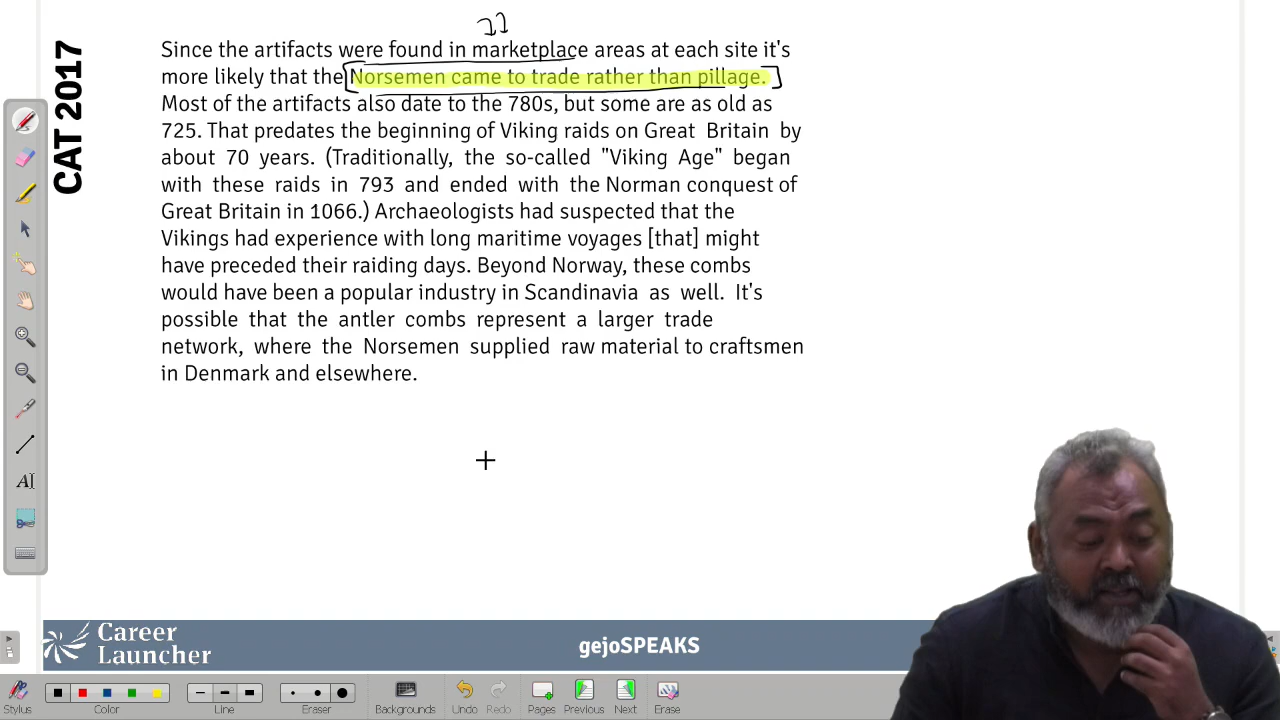 CAT 2017
Since the artifacts were found in marketplace areas at each site it's
more likely that the Norsemen came to trade rather than pillage.
Most of the artifacts also date to the 780s, but some are as old as
725. That predates the beginning of Viking raids on Great Britain by
about 70 years. (Traditionally, the so-called "Viking Age" began
with these raids in 793 and ended with the Norman conquest of
Great Britain in 1066.) Archaeologists had suspected that the
Vikings had experience with long maritime voyages [that] might
have preceded their raiding days. Beyond Norway, these combs
would have been a popular industry in Scandinavia as well. It's
possible that the antler combs represent a larger trade
network, where the Norsemen supplied raw material to craftsmen
in Denmark and elsewhere.
AI
Career
Launcher
gejoSPEAKS
Stylus
Color
Line
Eraser
Backgrounds
Undo
Redo
Pages
Previous
Next
Erase